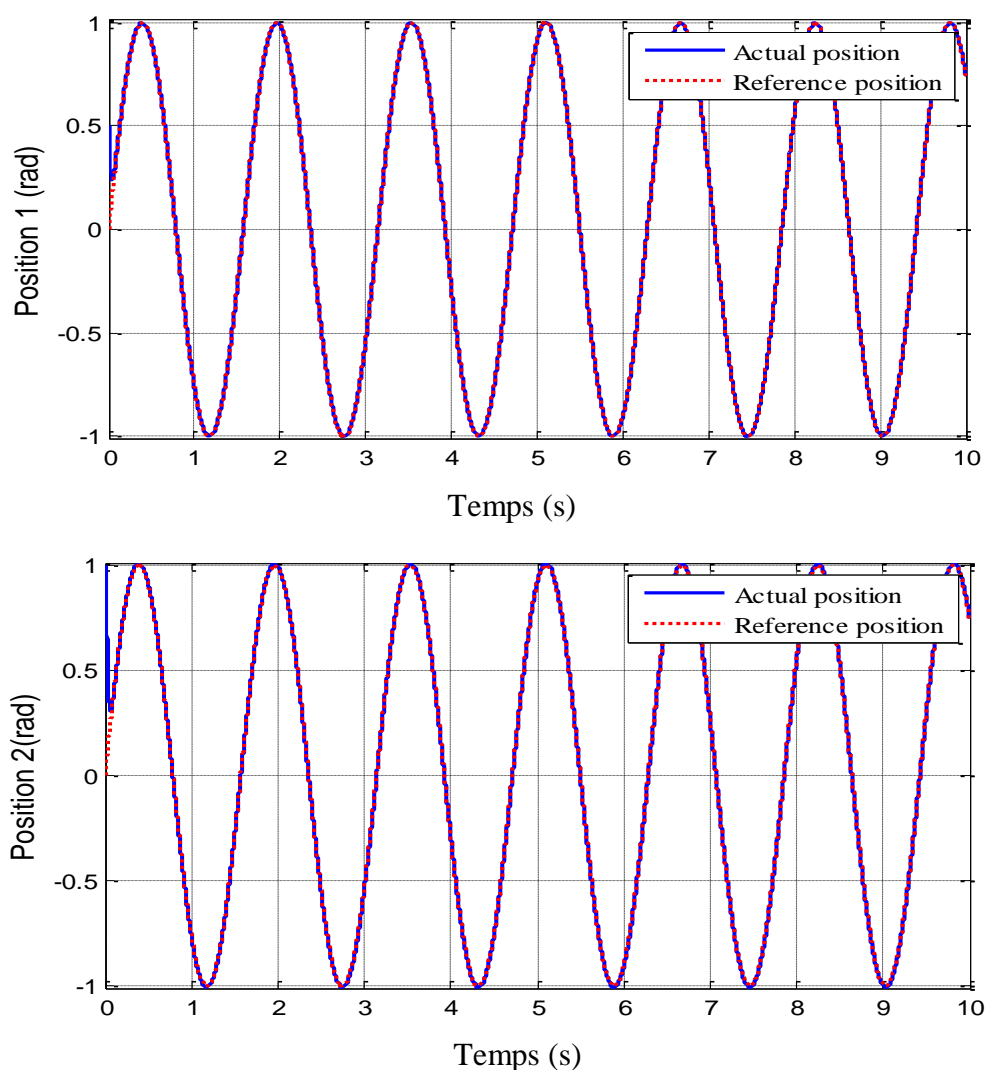 1
0.5
0
-0.5
-1
Position 1 (rad)
Actual position
Reference position
0 1 2 3 4 5 6 7 8 9 10
Temps (s)
1
0.5
0
-0.5
-1
Position 2(rad)
Actual position
Reference position
0 1 2 3 4 5 6 7 8 9 10
Temps (s)